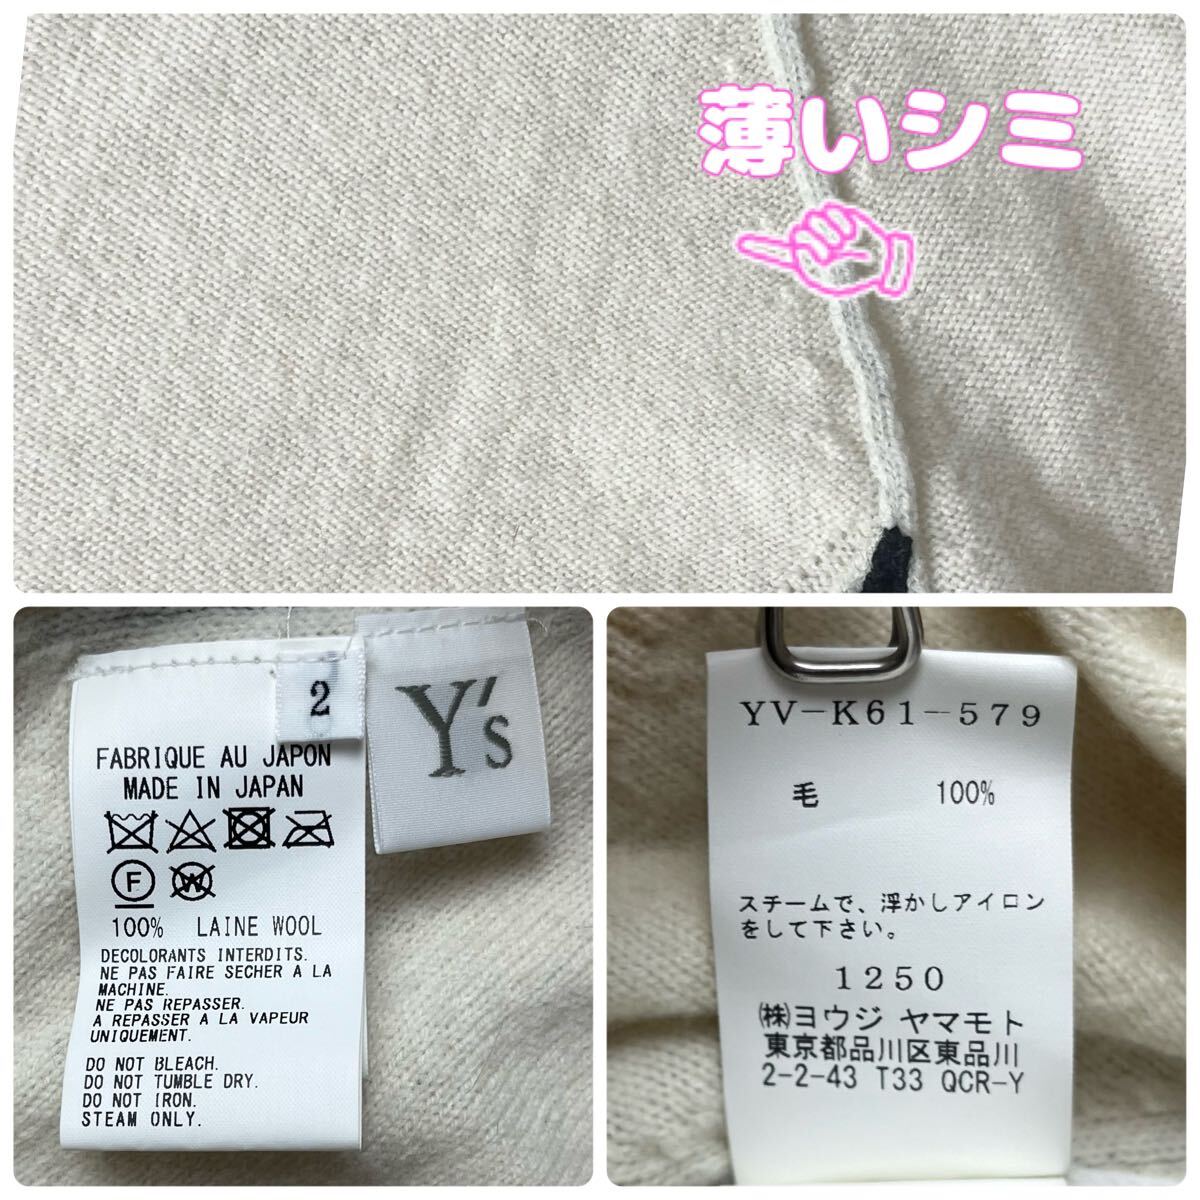 薄いシミ
2
Y's
FABRIQUE AU JAPON
MADE IN JAPAN
F
W
100% LAINE WOOL
DECOLORANTS INTERDITS.
NE PAS FAIRE SECHER A LA
MACHINE.
NE PAS REPASSER.
A REPASSER A LA VAPEUR
UNIQUEMENT.
DO NOT BLEACH.
DO NOT TUMBLE DRY.
DO NOT IRON.
STEAM ONLY.
YV-K61-579
毛 100%
スチームで、浮かしアイロン
をして下さい。
1250
㈱ヨウジ ヤマモト
東京都品川区東品川
2-2-43 T33 QCR-Y